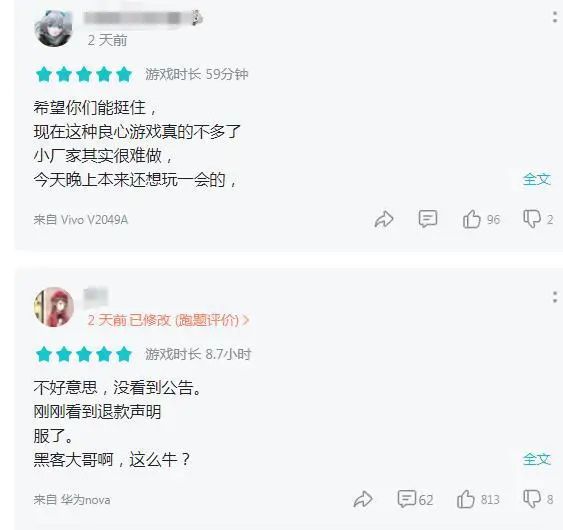 2 天前
游戏时长 59分钟
希望你们能挺住，
现在这种良心游戏真的不多了
小厂家其实很难做，
今天晚上本来还想玩一会的，
全文
来自 Vivo V2049A
96
2
2 天前 已修改 (跑题评价)
游戏时长 8.7小时
不好意思，没看到公告。
刚刚看到退款声明
服了。
黑客大哥啊，这么牛？
全文
来自 华为nova
62
813
8